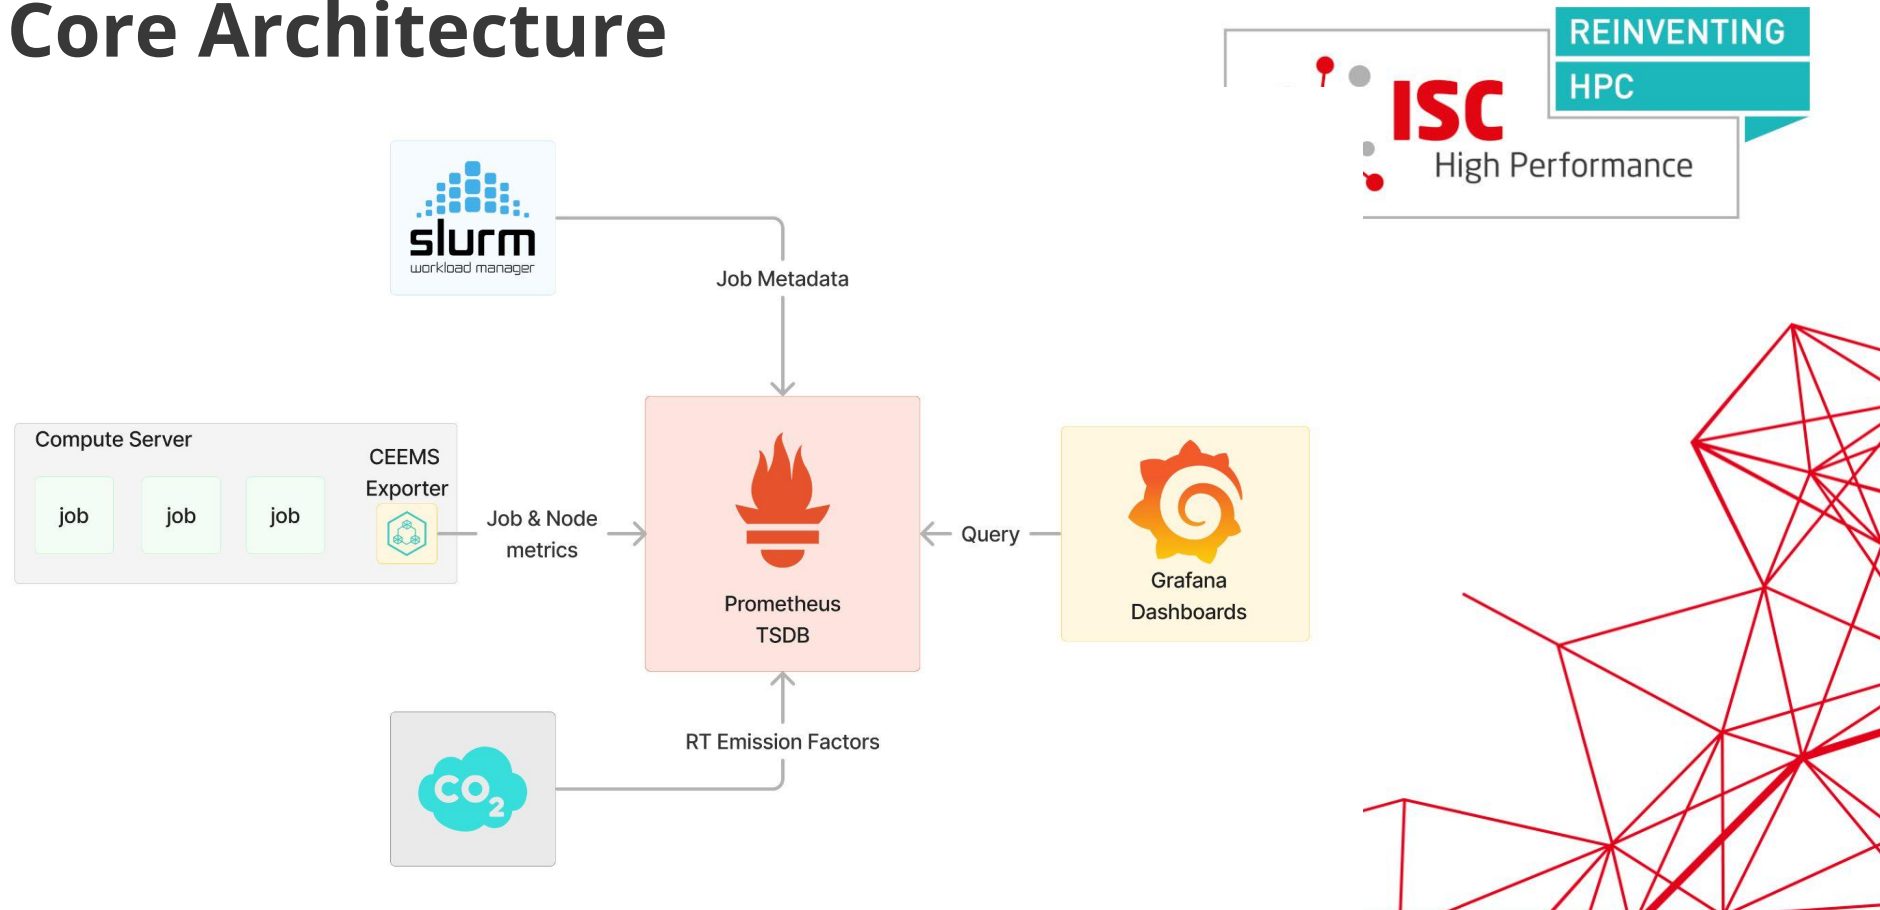 Core Architecture
REINVENTING
HPC
ISC
High Performance
slurm
workload manager
Job Metadata
Compute Server
CEEMS
Exporter
job
job
job
Job & Node
metrics
Prometheus
TSDB
Query
Grafana
Dashboards
RT Emission Factors
CO2